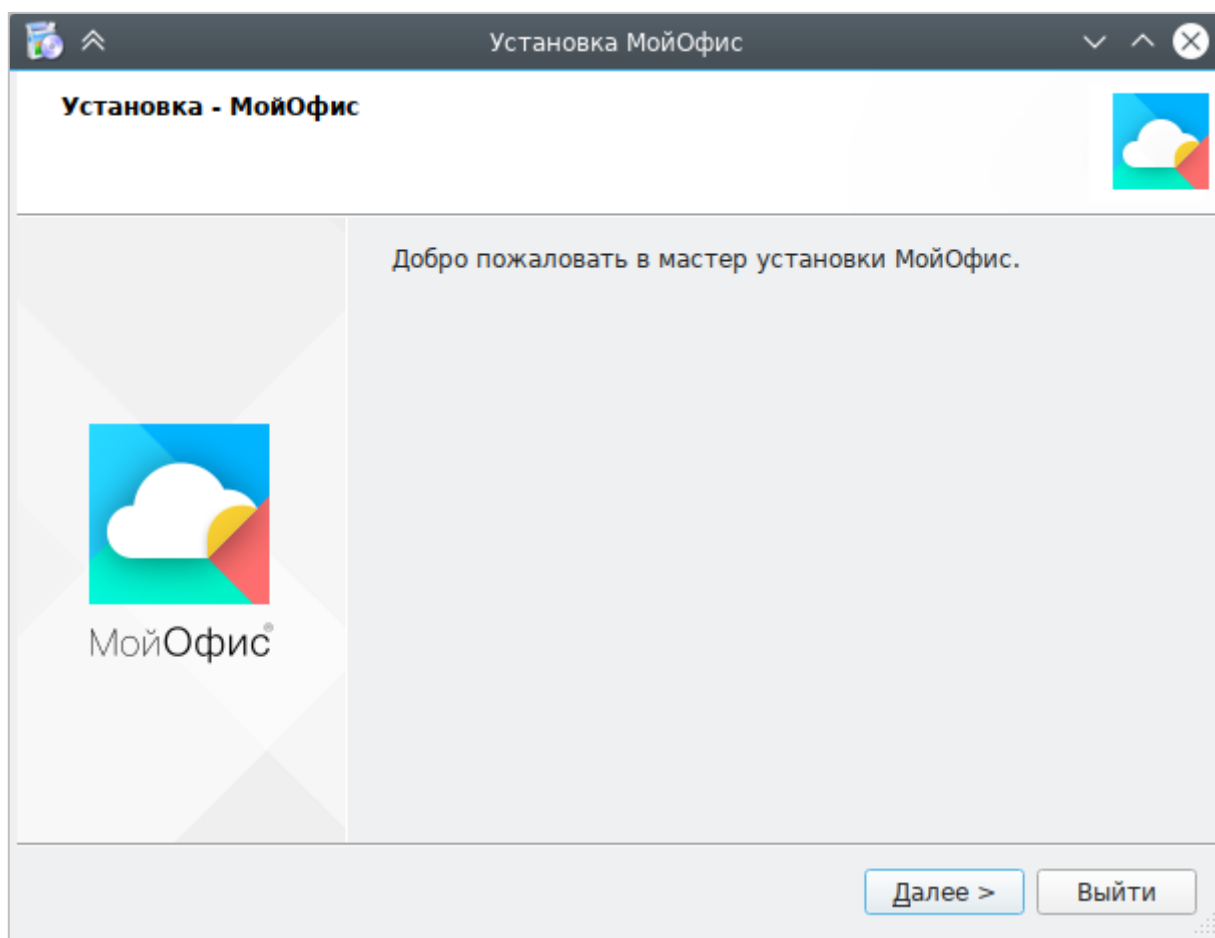 Установка МойОфис
Установка - МойОфис
Добро пожаловать в мастер установки МойОфис.
МойОфис®
Далее >
Выйти